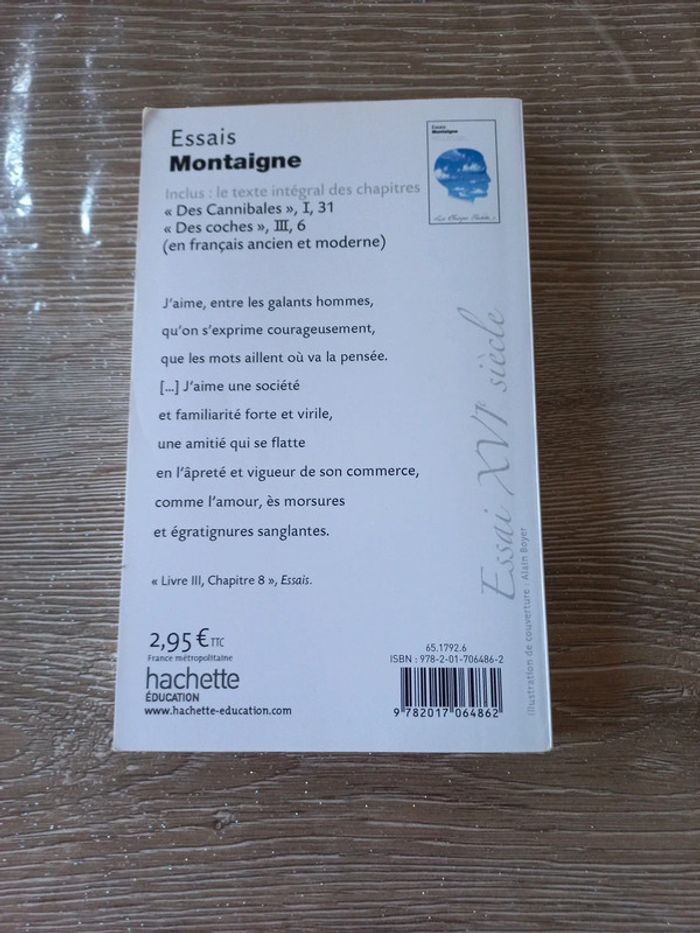 Essais
Montaigne
Inclus : le texte intégral des chapitres
« Des Cannibales », I, 31
« Des coches », III, 6
(en français ancien et moderne)
Essais
Montaigne
J'aime, entre les galants hommes,
qu'on s'exprime courageusement,
que les mots aillent où va la pensée.
[...] J'aime une société
et familiarité forte et virile,
une amitié qui se flatte
en l'âpreté et vigueur de son commerce,
comme l'amour, ès morsures
et égratignures sanglantes.
« Livre III, Chapitre 8 », Essais.
Essai XVIe siècle
Illustration de couverture : Alain Boyer
2,95 € TTC
France métropolitaine
hachette
ÉDUCATION
www.hachette-education.com
65.1792.6
ISBN : 978-2-01-706486-2
9 782017 064862